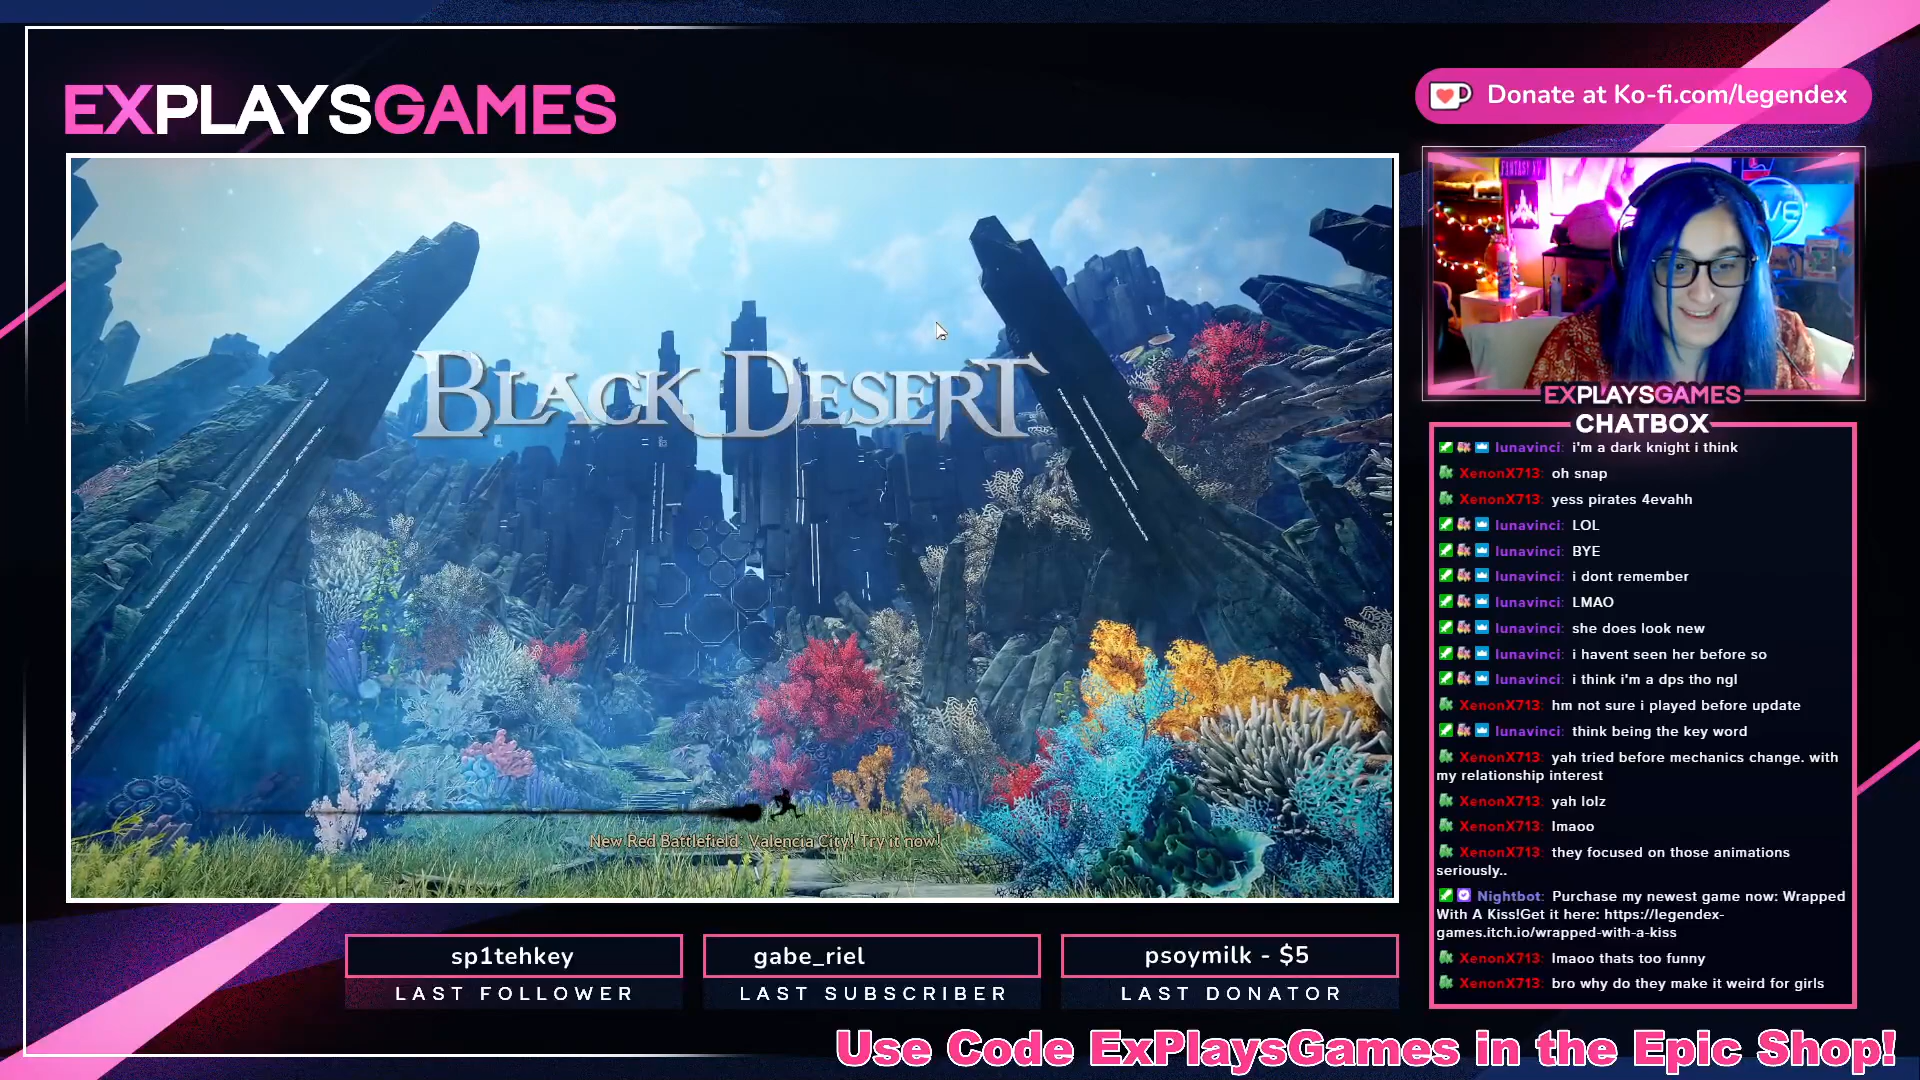 EXPLAYSGAMES
Donate at Ko-fi.com/legendex
FANTASY XV
BLACK DESERT
New Red Battlefield: Valencia City! Try it now!
EXPLAYSGAMES
CHATBOX
lunavinci: i'm a dark knight i think
XenonX713: oh snap
XenonX713: yess pirates 4evahh
lunavinci: LOL
lunavinci: BYE
lunavinci: i dont remember
lunavinci: LMAO
lunavinci: she does look new
lunavinci: i havent seen her before so
lunavinci: i think i'm a dps tho ngl
XenonX713: hm not sure i played before update
lunavinci: think being the key word
XenonX713: yah tried before mechanics change. with
my relationship interest
XenonX713: yah lolz
XenonX713: lmaoo
XenonX713: they focused on those animations
seriously..
Nightbot: Purchase my newest game now: Wrapped
With A Kiss!Get it here: https://legendex-
games.itch.io/wrapped-with-a-kiss
XenonX713: lmaoo thats too funny
XenonX713: bro why do they make it weird for girls
sp1tehkey
LAST FOLLOWER
gabe_riel
LAST SUBSCRIBER
psoymilk - $5
LAST DONATOR
Use Code ExPlaysGames in the Epic Shop!